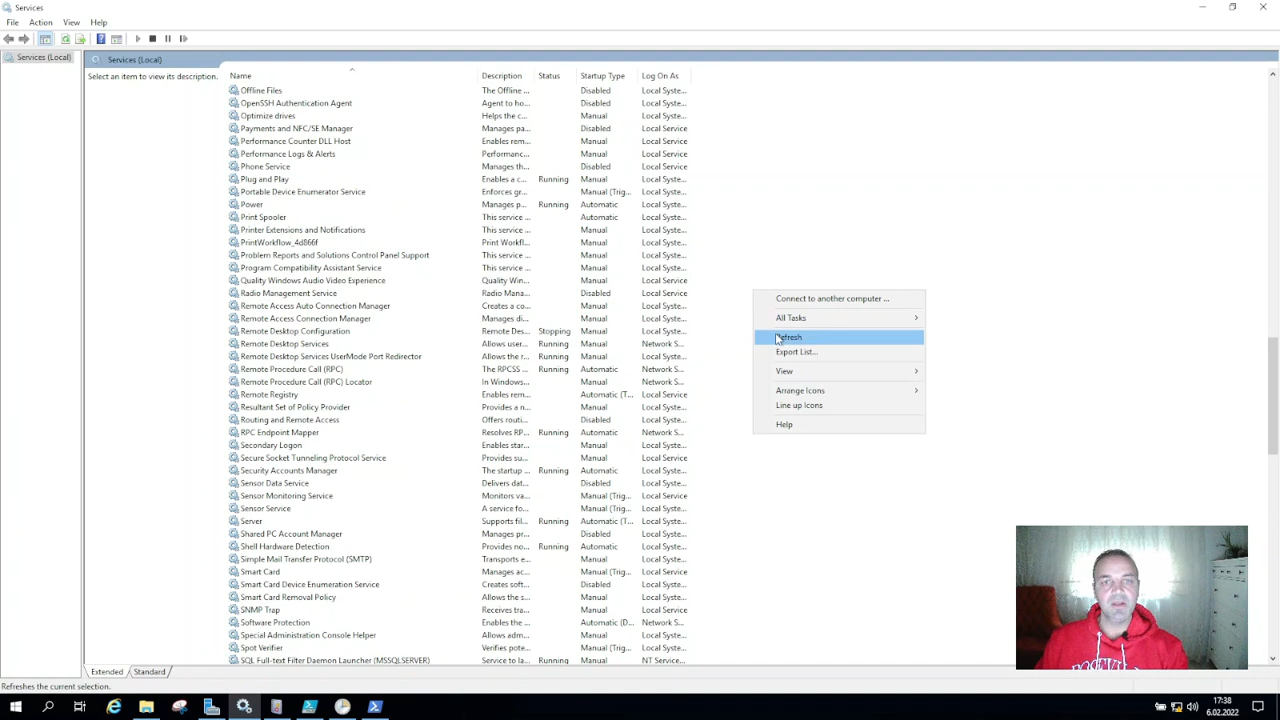 Services
File Action View Help
Services (Local)
Services (Local)
Select an item to view its description.
Name Description Status Startup Type Log On As
Offline Files The Offline ... Disabled Local Syste...
OpenSSH Authentication Agent Agent to ho... Disabled Local Syste...
Optimize drives Helps the c... Manual Local Syste...
Payments and NFC/SE Manager Manages pa... Disabled Local Service
Performance Counter DLL Host Enables rem... Manual Local Service
Performance Logs & Alerts Performanc... Manual Local Service
Phone Service Manages th... Disabled Local Service
Plug and Play Enables a c... Running Manual Local Syste...
Portable Device Enumerator Service Enforces gr... Manual (Trig... Local Syste...
Power Manages p... Running Automatic Local Syste...
Print Spooler This service ... Automatic Local Syste...
Printer Extensions and Notifications This service ... Manual Local Syste...
PrintWorkflow_4d866f Print Workfl... Manual Local Syste...
Problem Reports and Solutions Control Panel Support This service ... Manual Local Syste...
Program Compatibility Assistant Service This service ... Manual Local Syste...
Quality Windows Audio Video Experience Quality Win... Manual Local Service
Radio Management Service Radio Mana... Disabled Local Service
Remote Access Auto Connection Manager Creates a co... Manual Local Syste...
Remote Access Connection Manager Manages di... Manual Local Syste...
Remote Desktop Configuration Remote Des... Stopping Manual Local Syste...
Remote Desktop Services Allows user... Running Manual Network S...
Remote Desktop Services UserMode Port Redirector Allows the r... Running Manual Local Syste...
Remote Procedure Call (RPC) The RPCSS ... Running Automatic Network S...
Remote Procedure Call (RPC) Locator In Windows... Manual Network S...
Remote Registry Enables rem... Automatic (T... Local Service
Resultant Set of Policy Provider Provides a n... Manual Local Syste...
Routing and Remote Access Offers routi... Disabled Local Syste...
RPC Endpoint Mapper Resolves RP... Running Automatic Network S...
Secondary Logon Enables star... Manual Local Syste...
Secure Socket Tunneling Protocol Service Provides su... Manual Local Service
Security Accounts Manager The startup ... Running Automatic Local Syste...
Sensor Data Service Delivers dat... Disabled Local Syste...
Sensor Monitoring Service Monitors va... Manual (Trig... Local Service
Sensor Service A service fo... Manual (Trig... Local Syste...
Server Supports fil... Running Automatic (T... Local Syste...
Shared PC Account Manager Manages pr... Disabled Local Syste...
Shell Hardware Detection Provides no... Running Automatic Local Syste...
Simple Mail Transfer Protocol (SMTP) Transports e... Manual Local Syste...
Smart Card Manages ac... Manual (Trig... Local Service
Smart Card Device Enumeration Service Creates soft... Disabled Local Syste...
Smart Card Removal Policy Allows the s... Manual Local Syste...
SNMP Trap Receives tra... Manual Local Service
Software Protection Enables the ... Automatic (D... Network S...
Special Administration Console Helper Allows adm... Manual Local Syste...
Spot Verifier Verifies pote... Manual (Trig... Local Syste...
SQL Full-text Filter Daemon Launcher (MSSQLSERVER) Service to la... Running Manual NT Service...
Connect to another computer ...
All Tasks
Refresh
Export List...
View
Arrange Icons
Line up Icons
Help
Extended Standard
Refreshes the current selection.
17:38
6.02.2022